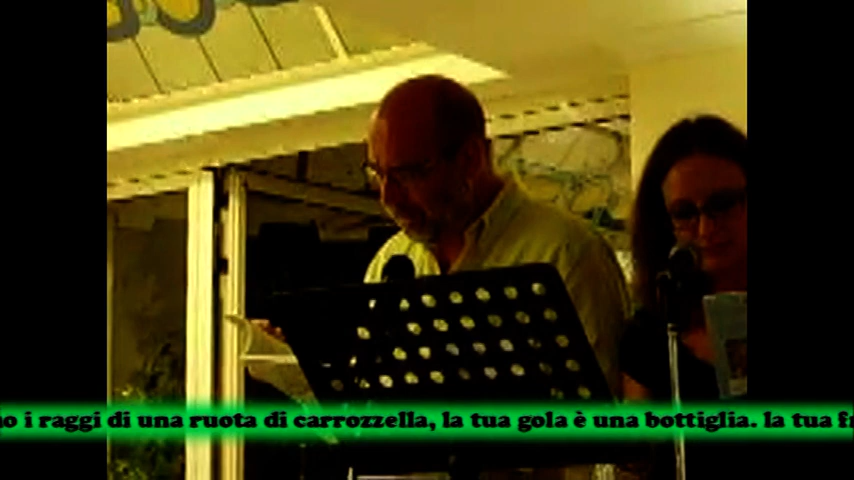 i raggi di una ruota di carrozzella, la tua gola è una bottiglia. la tua